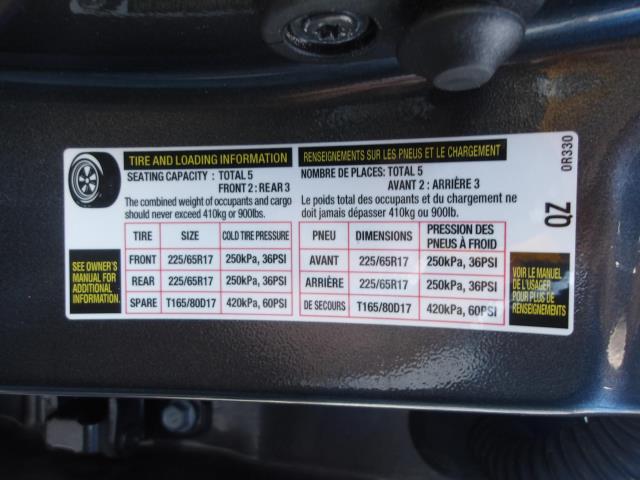 TIRE AND LOADING INFORMATION
SEATING CAPACITY : TOTAL 5
FRONT 2 : REAR 3
The combined weight of occupants and cargo
should never exceed 410kg or 900lbs.
TIRE SIZE COLD TIRE PRESSURE
FRONT 225/65R17 250kPa, 36PSI
REAR 225/65R17 250kPa, 36PSI
SPARE T165/80D17 420kPa, 60PSI
SEE OWNER'S
MANUAL FOR
ADDITIONAL
INFORMATION.
RENSEIGNEMENTS SUR LES PNEUS ET LE CHARGEMENT
NOMBRE DE PLACES: TOTAL 5
AVANT 2 : ARRIÈRE 3
Le poids total des occupants et du chargement ne
doit jamais dépasser 410kg ou 900lb.
PNEU DIMENSIONS PRESSION DES
PNEUS À FROID
AVANT 225/65R17 250kPa, 36PSI
ARRIÈRE 225/65R17 250kPa, 36PSI
DE SECOURS T165/80D17 420kPa, 60PSI
VOIR LE MANUEL
DE L'USAGER
POUR PLUS DE
RENSEIGNEMENTS
QZ
0R330